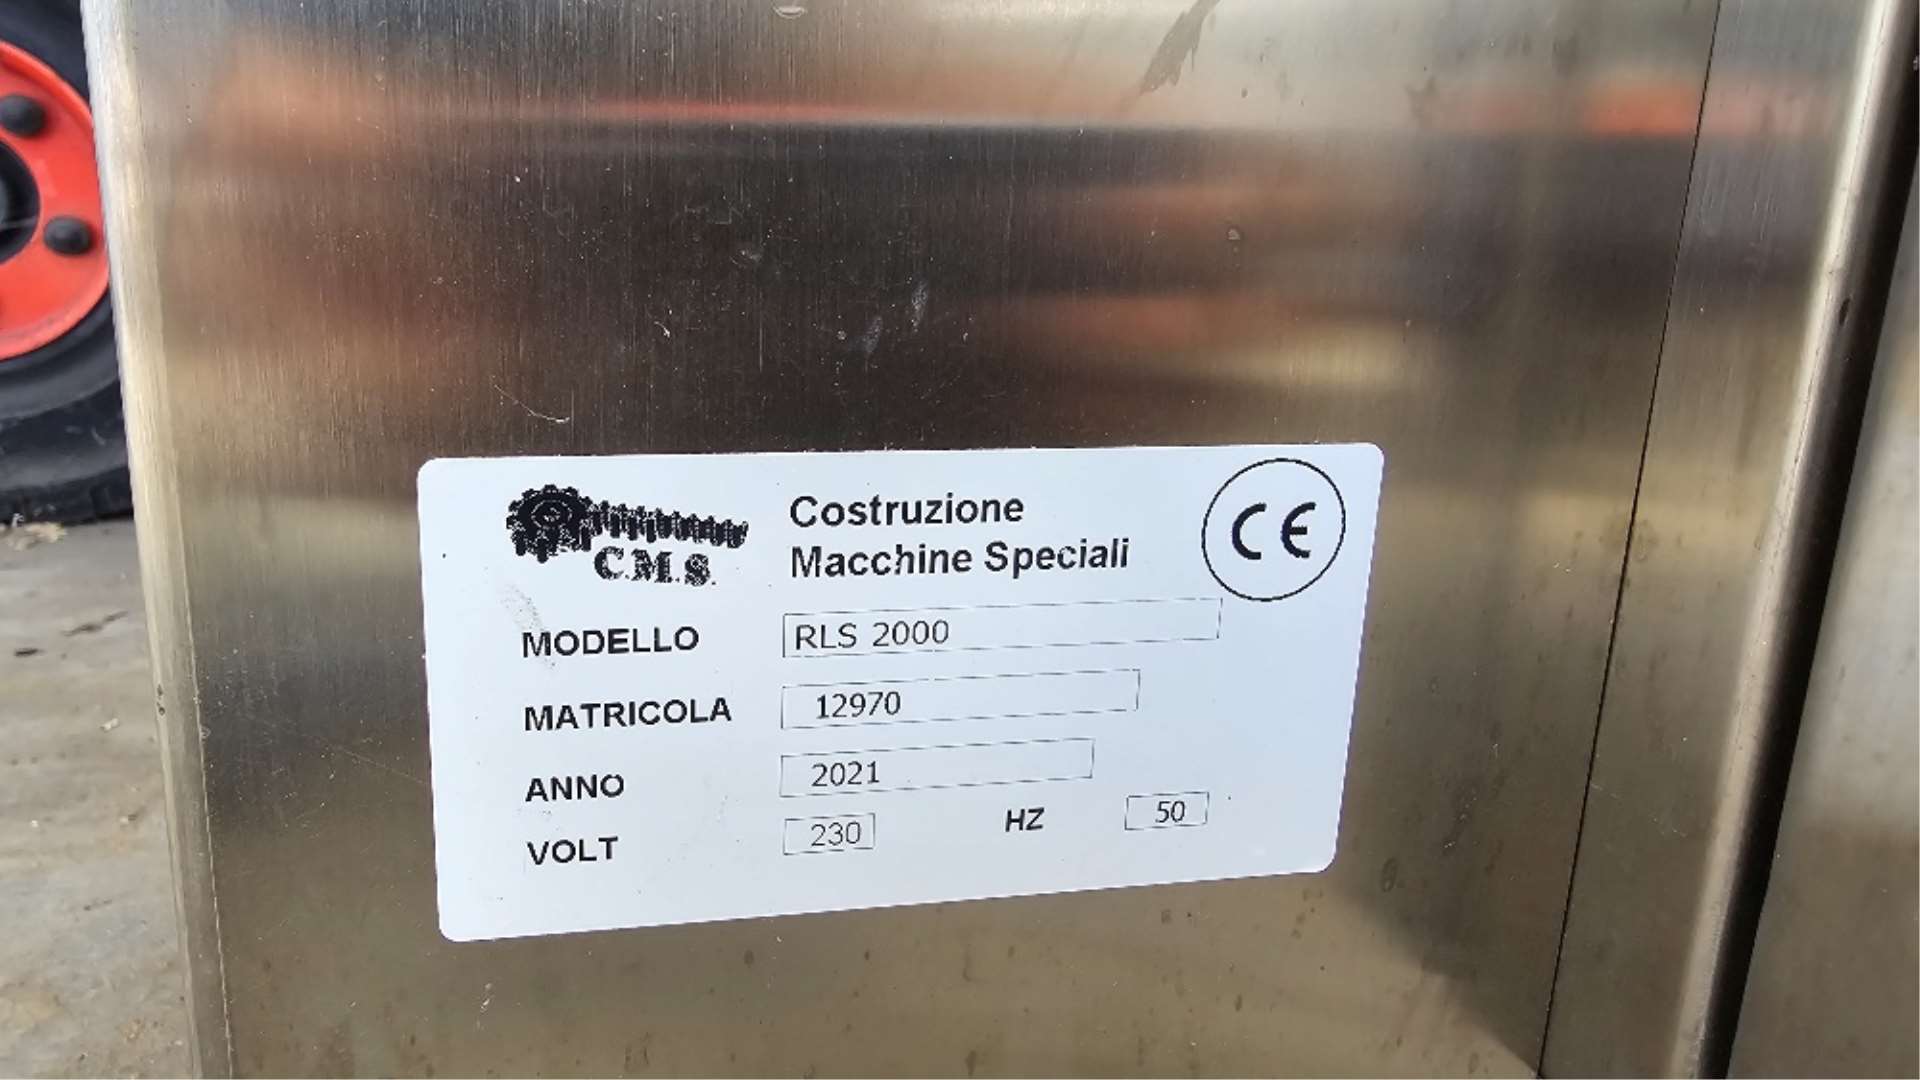 C.M.S.
Costruzione
Macchine Speciali
CE
MODELLO RLS 2000
MATRICOLA 12970
ANNO 2021
VOLT 230 HZ 50